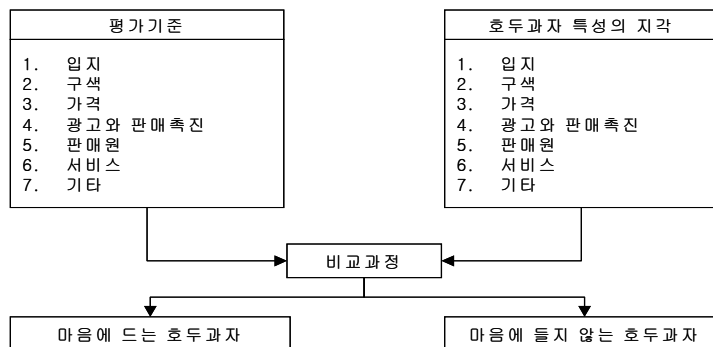 평가기준
1. 입지
2. 구색
3. 가격
4. 광고와 판매촉진
5. 판매원
6. 서비스
7. 기타
호두과자 특성의 지각
1. 입지
2. 구색
3. 가격
4. 광고와 판매촉진
5. 판매원
6. 서비스
7. 기타
비교과정
마음에 드는 호두과자
마음에 들지 않는 호두과자